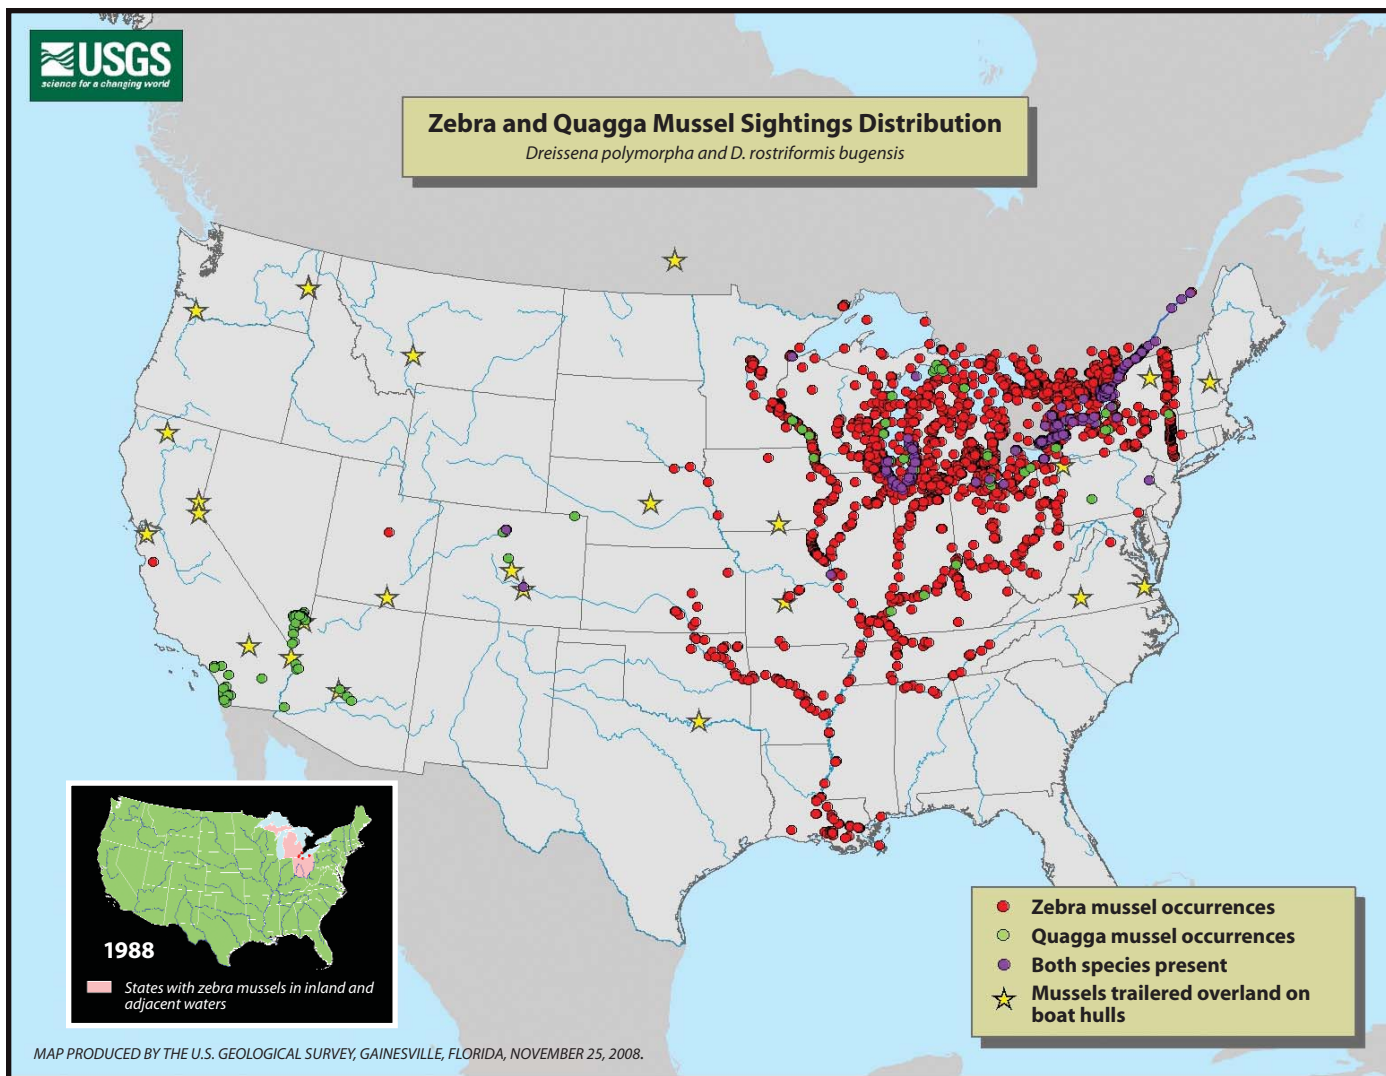 USGS
science for a changing world
Zebra and Quagga Mussel Sightings Distribution
Dreissena polymorpha and D. rostriformis bugensis
1988
States with zebra mussels in inland and
adjacent waters
Zebra mussel occurrences
Quagga mussel occurrences
Both species present
Mussels trailered overland on
boat hulls
MAP PRODUCED BY THE U.S. GEOLOGICAL SURVEY, GAINESVILLE, FLORIDA, NOVEMBER 25, 2008.